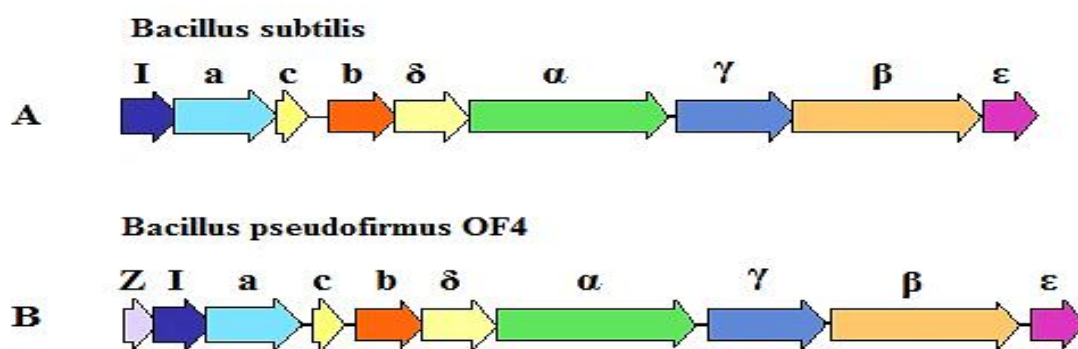 Bacillus subtilis
I a c b δ α γ β ε
A
Bacillus pseudofirmus OF4
Z I a c b δ α γ β ε
B